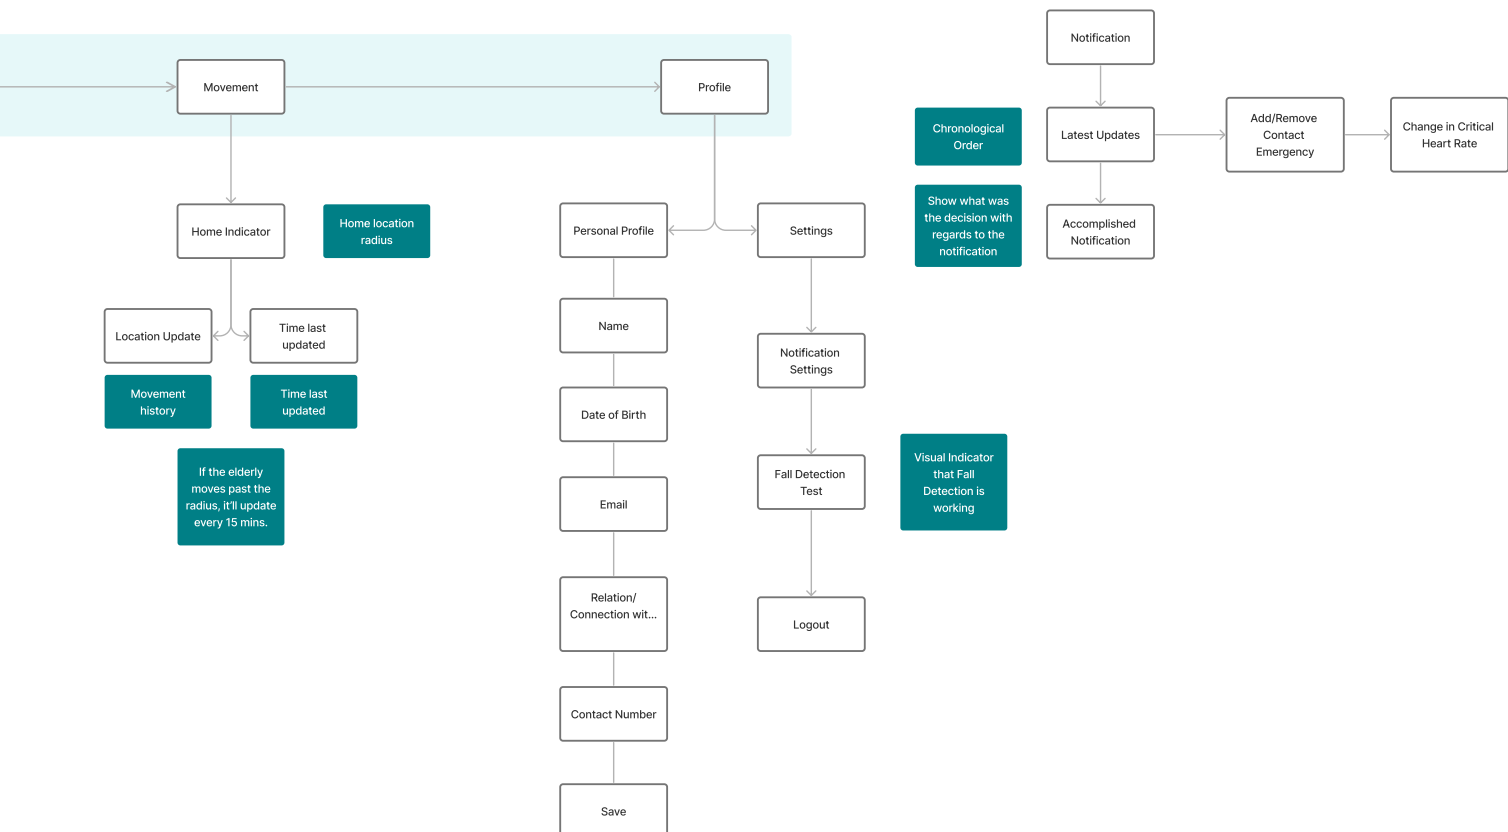 Movement
Profile
Home Indicator
Home location
radius
Location Update
Time last
updated
Movement
history
Time last
updated
If the elderly
moves past the
radius, it'll update
every 15 mins.
Personal Profile
Name
Date of Birth
Email
Relation/
Connection wit...
Contact Number
Save
Settings
Notification
Settings
Fall Detection
Test
Logout
Visual Indicator
that Fall
Detection is
working
Notification
Chronological
Order
Latest Updates
Add/Remove
Contact
Emergency
Change in Critical
Heart Rate
Show what was
the decision with
regards to the
notification
Accomplished
Notification